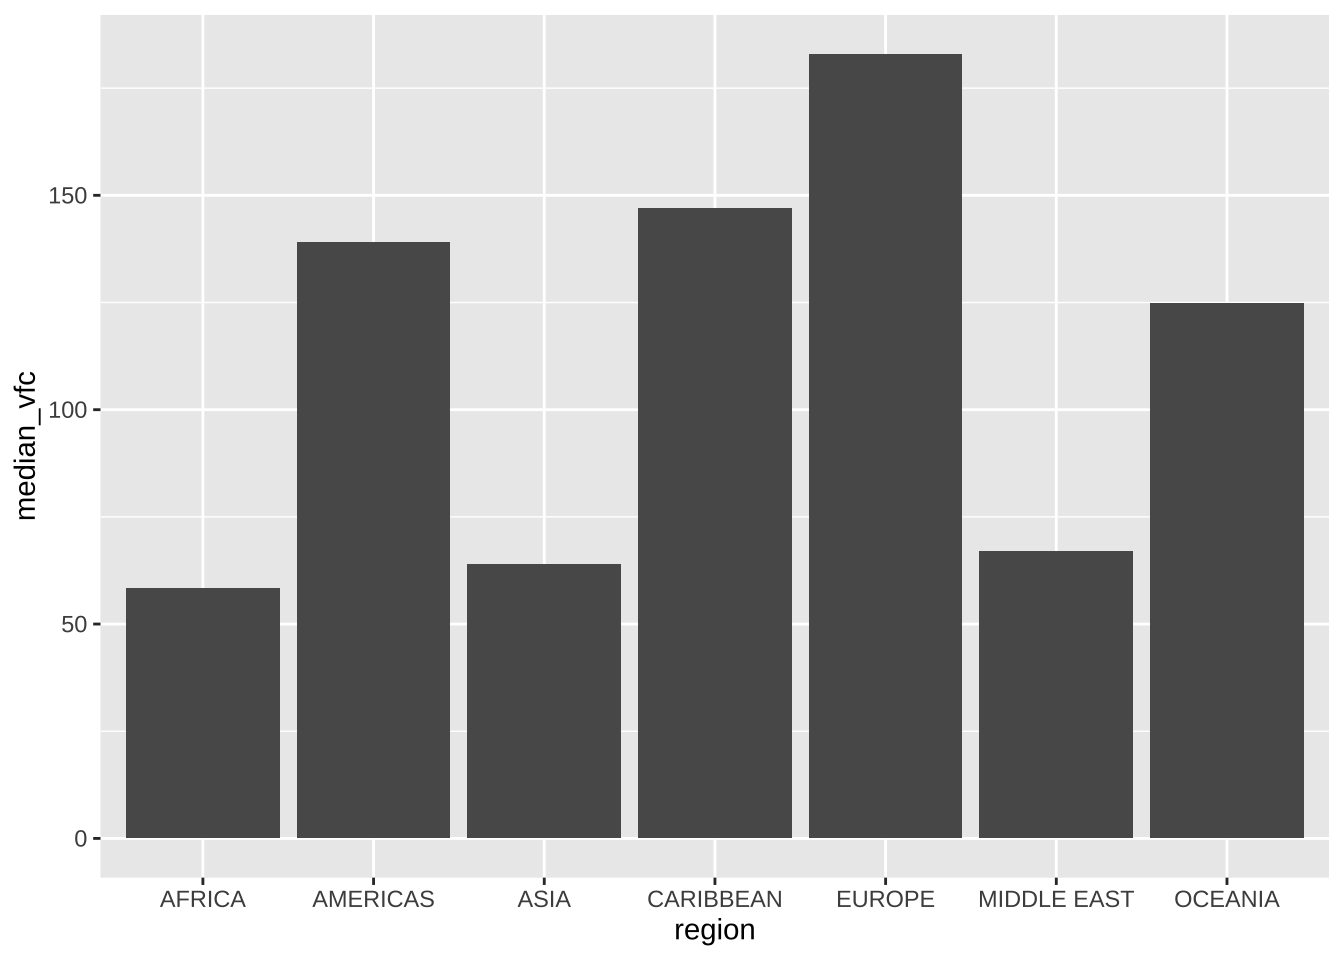 median_vfc
150
100
50
0
AFRICA AMERICAS ASIA CARIBBEAN EUROPE MIDDLE EAST OCEANIA
region